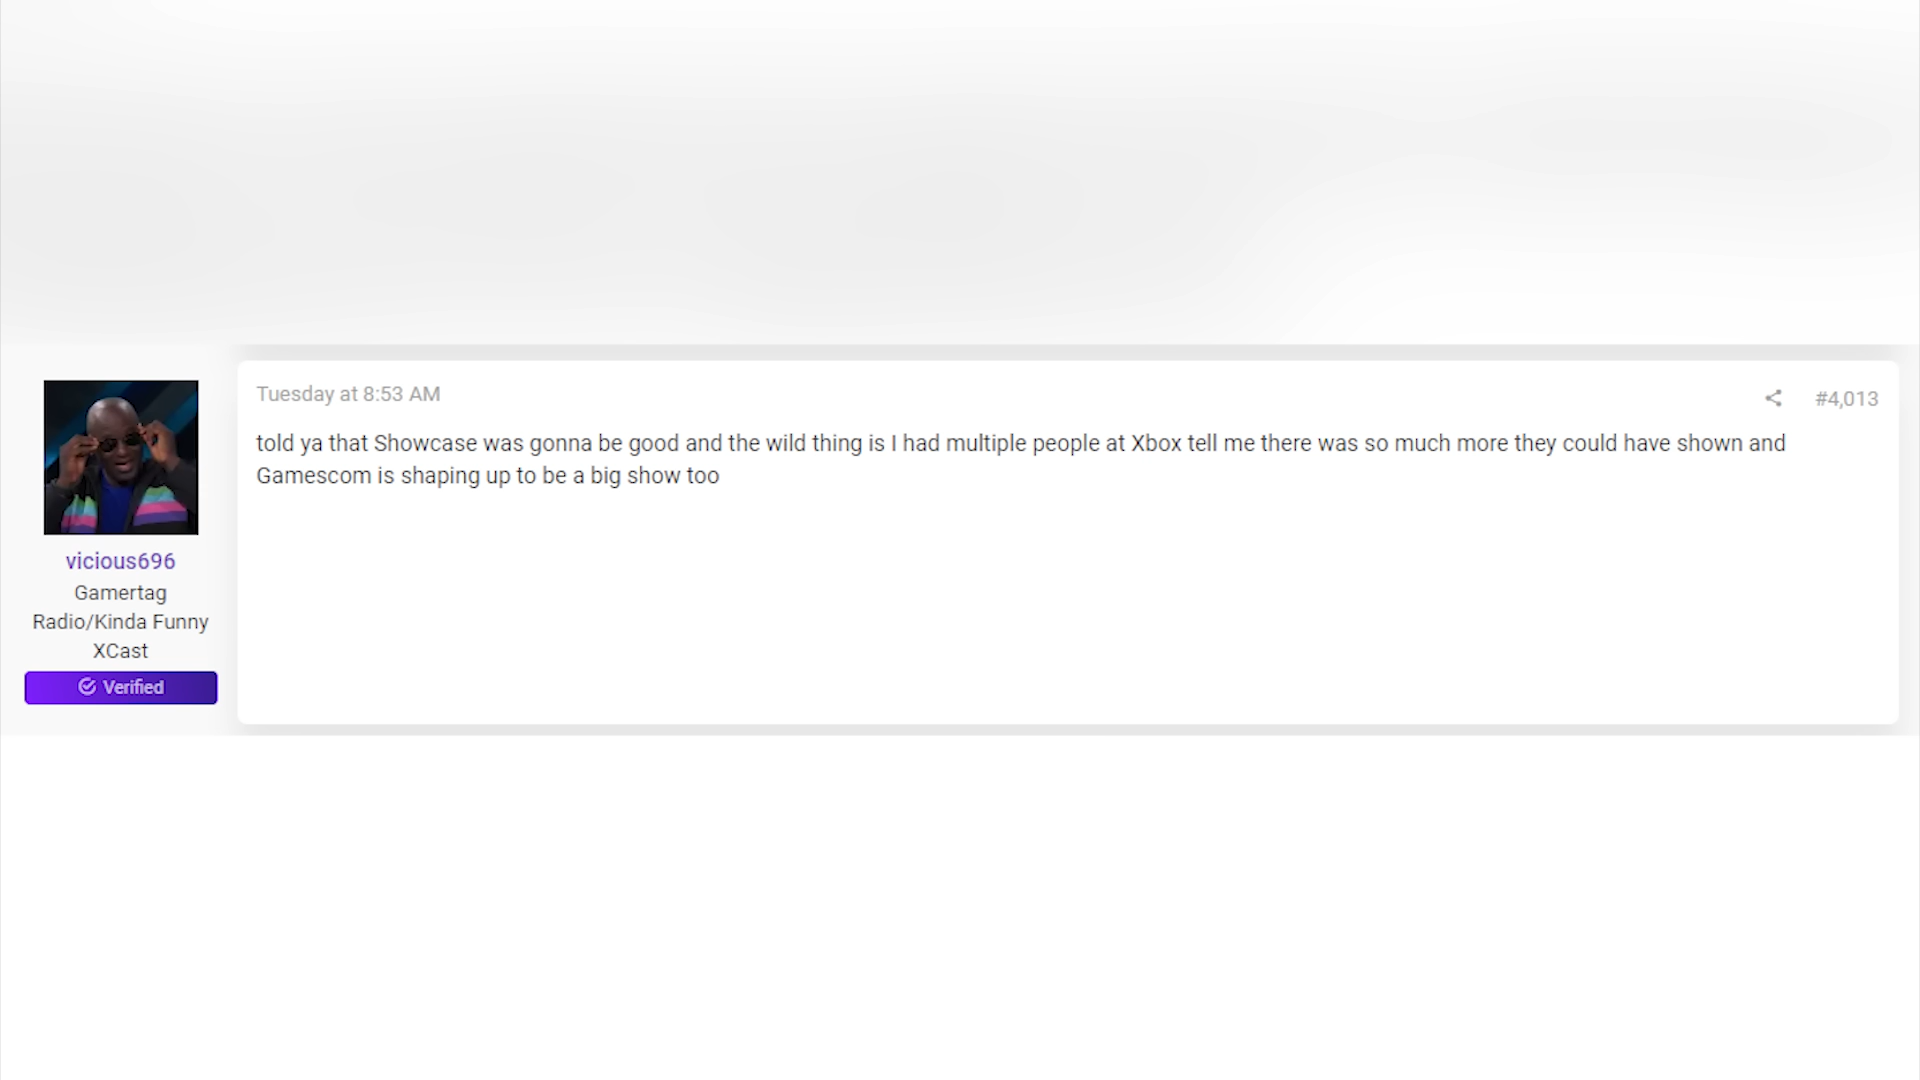 Tuesday at 8:53 AM
#4,013
told ya that Showcase was gonna be good and the wild thing is I had multiple people at Xbox tell me there was so much more they could have shown and
Gamescom is shaping up to be a big show too
vicious696
Gamertag
Radio/Kinda Funny
XCast
Verified